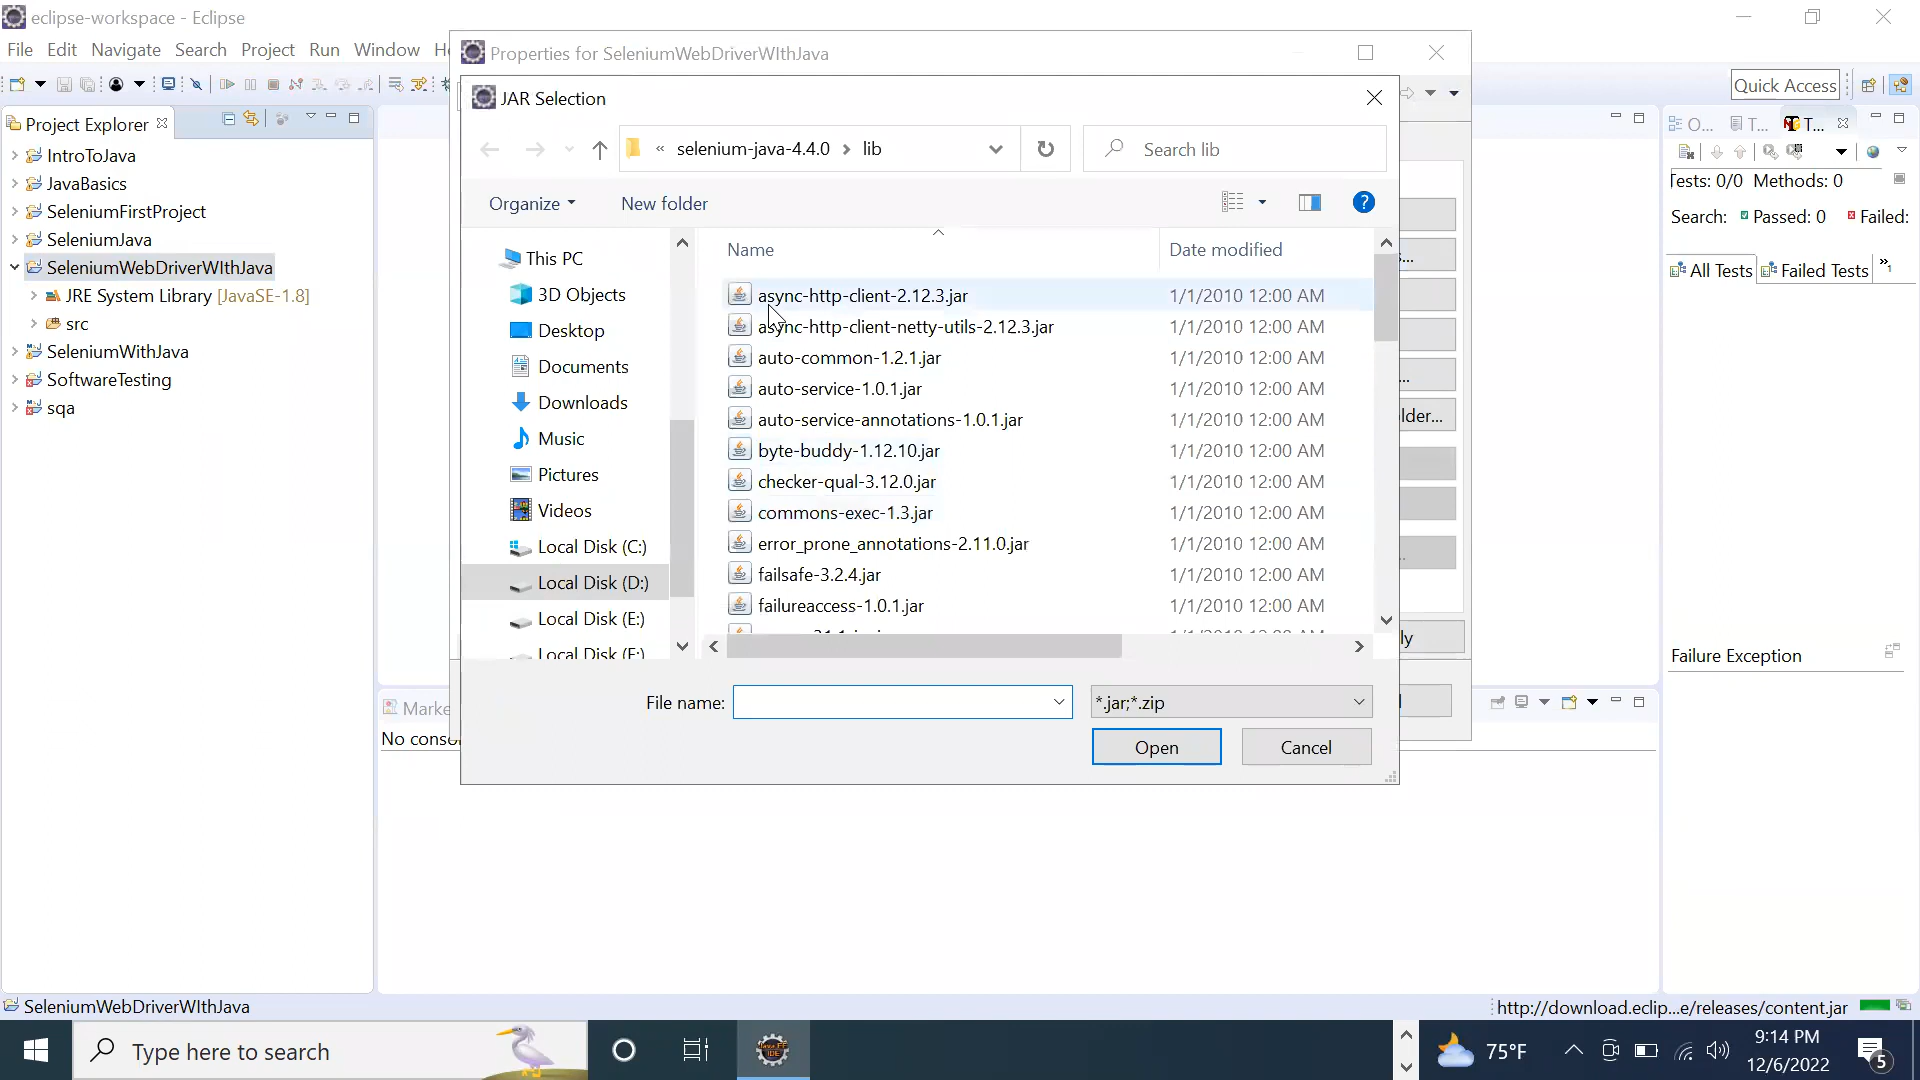 eclipse-workspace - Eclipse
File Edit Navigate Search Project Run Window
Quick Access
Project Explorer
IntroToJava
JavaBasics
SeleniumFirstProject
SeleniumJava
SeleniumWebDriverWIthJava
JRE System Library [JavaSE-1.8]
src
SeleniumWithJava
SoftwareTesting
sqa
Properties for SeleniumWebDriverWIthJava
JAR Selection
« selenium-java-4.4.0 > lib
Search lib
Organize
New folder
This PC
3D Objects
Desktop
Documents
Downloads
Music
Pictures
Videos
Local Disk (C:)
Local Disk (D:)
Local Disk (E:)
Local Disk (F:)
Name Date modified
async-http-client-2.12.3.jar 1/1/2010 12:00 AM
async-http-client-netty-utils-2.12.3.jar 1/1/2010 12:00 AM
auto-common-1.2.1.jar 1/1/2010 12:00 AM
auto-service-1.0.1.jar 1/1/2010 12:00 AM
auto-service-annotations-1.0.1.jar 1/1/2010 12:00 AM
byte-buddy-1.12.10.jar 1/1/2010 12:00 AM
checker-qual-3.12.0.jar 1/1/2010 12:00 AM
commons-exec-1.3.jar 1/1/2010 12:00 AM
error_prone_annotations-2.11.0.jar 1/1/2010 12:00 AM
failsafe-3.2.4.jar 1/1/2010 12:00 AM
failureaccess-1.0.1.jar 1/1/2010 12:00 AM
File name:
*.jar;*.zip
Open
Cancel
...
lder...
ly
O... T... T...
Tests: 0/0 Methods: 0
Search: Passed: 0 Failed:
All Tests Failed Tests »1
Failure Exception
Marke
No conso
SeleniumWebDriverWIthJava
http://download.eclip...e/releases/content.jar
Type here to search
75°F
9:14 PM
12/6/2022
5